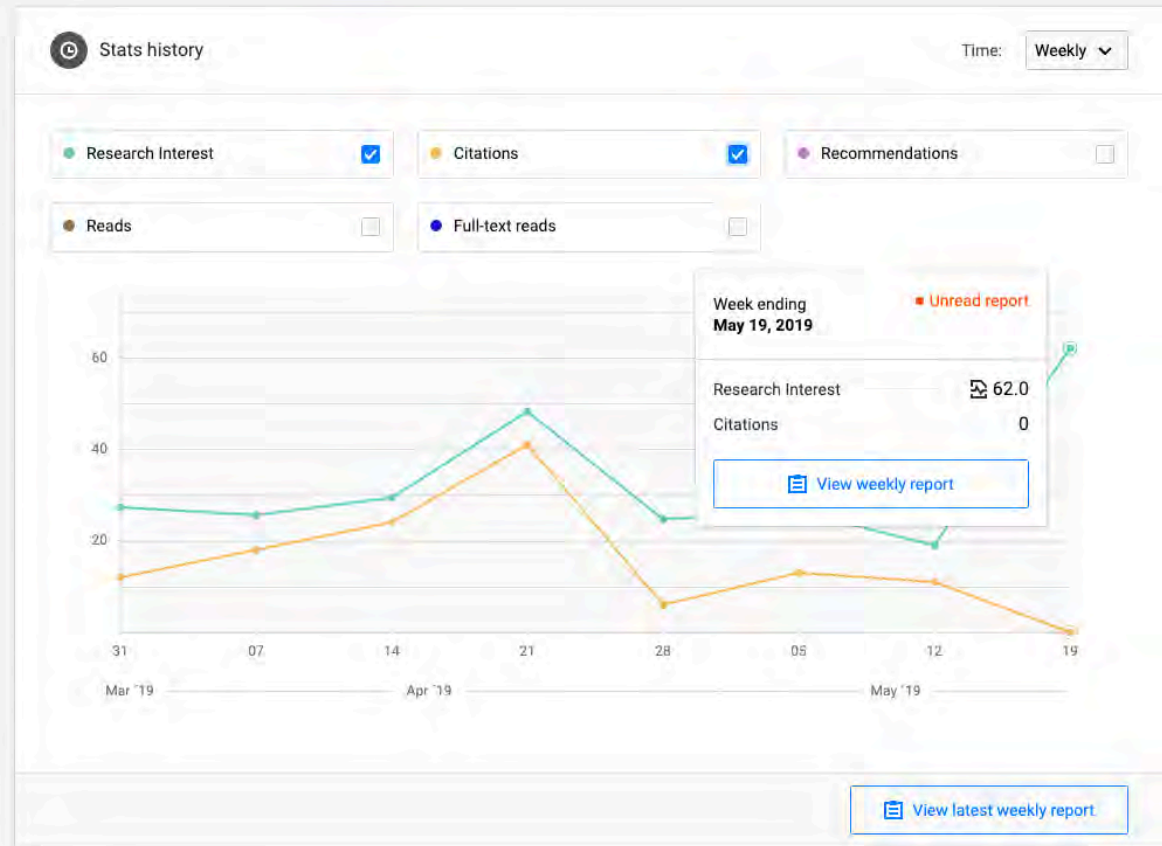 Stats history
Time: Weekly
Research Interest
Citations
Recommendations
Reads
Full-text reads
Week ending
May 19, 2019
Unread report
Research Interest 62.0
Citations 0
View weekly report
60
40
20
31 07 14 21 28 05 12 19
Mar '19 Apr '19 May '19
View latest weekly report